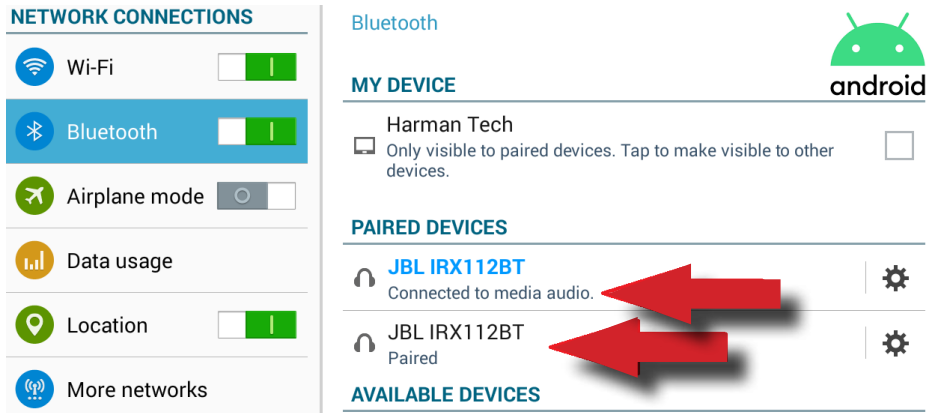 NETWORK CONNECTIONS
Wi-Fi
Bluetooth
Airplane mode
Data usage
Location
More networks
Bluetooth
android
MY DEVICE
Harman Tech
Only visible to paired devices. Tap to make visible to other
devices.
PAIRED DEVICES
JBL IRX112BT
Connected to media audio.
JBL IRX112BT
Paired
AVAILABLE DEVICES